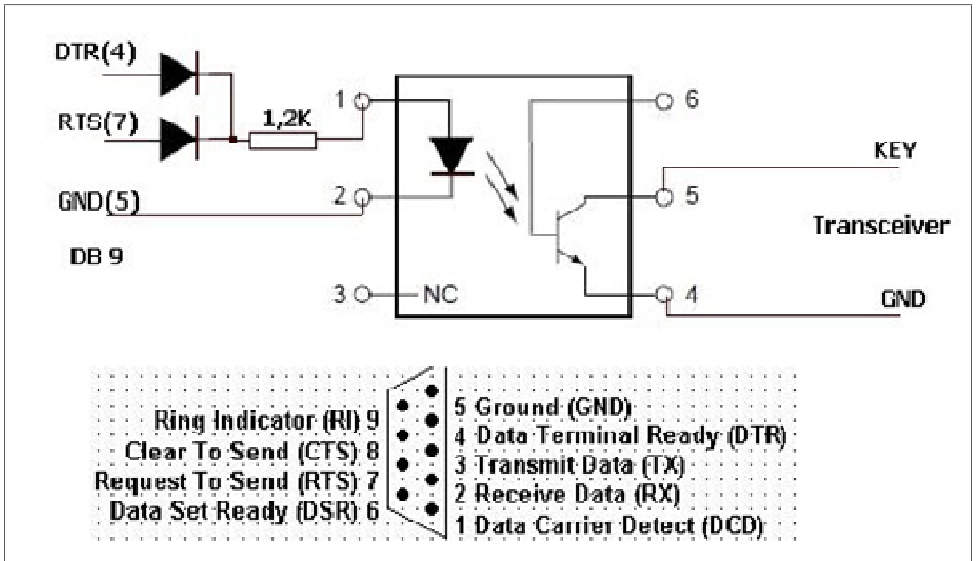 DTR(4)
RTS(7)
1,2K
GND(5)
DB 9
1
2
3
NC
6
5
4
KEY
Transceiver
GND
Ring Indicator (RI) 9
Clear To Send (CTS) 8
Request To Send (RTS) 7
Data Set Ready (DSR) 6
5 Ground (GND)
4 Data Terminal Ready (DTR)
3 Transmit Data (TX)
2 Receive Data (RX)
1 Data Carrier Detect (DCD)